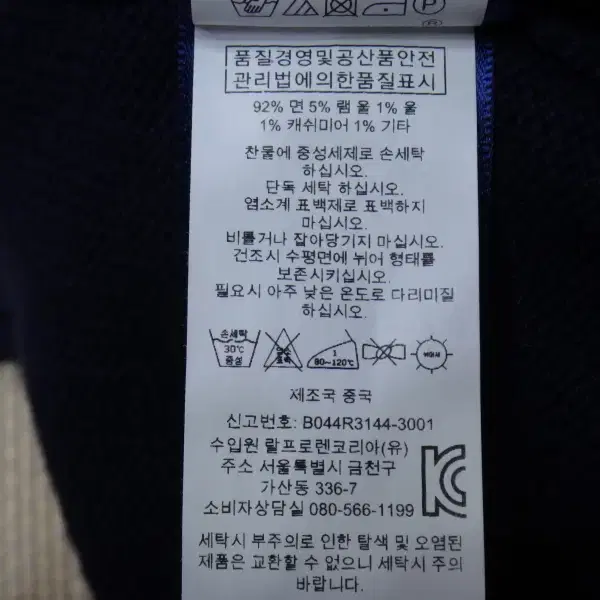 P
R
품질경영및공산품안전
관리법에의한품질표시
92% 면 5% 램 울 1% 울
1% 캐쉬미어 1% 기타
찬물에 중성세제로 손세탁
하십시오.
단독 세탁 하십시오.
염소계 표백제로 표백하지
마십시오.
비틀거나 잡아당기지 마십시오.
건조시 수평면에 뉘어 형태를
보존시키십시오.
필요시 아주 낮은 온도로 다리미질
하십시오.
손세탁
30°C
중성
염소
표백
1
80~120°C
제조국 중국
신고번호: B044R3144-3001
수입원 랄프로렌코리아(유)
주소 서울특별시 금천구
가산동 336-7
소비자상담실 080-566-1199
세탁시 부주의로 인한 탈색 및 오염된
제품은 교환할 수 없으니 세탁시 주의
바랍니다.